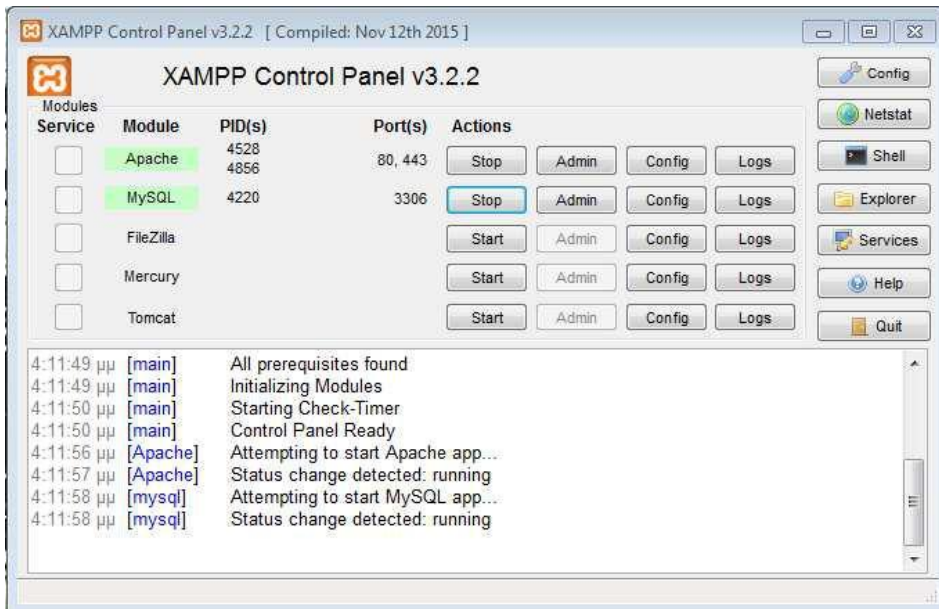 XAMPP Control Panel v3.2.2 [ Compiled: Nov 12th 2015 ]
XAMPP Control Panel v3.2.2
Config
Netstat
Shell
Explorer
Services
Help
Quit
Modules
Service Module PID(s) Port(s) Actions
Apache 4528 4856 80, 443 Stop Admin Config Logs
MySQL 4220 3306 Stop Admin Config Logs
FileZilla Start Admin Config Logs
Mercury Start Admin Config Logs
Tomcat Start Admin Config Logs
4:11:49 μμ [main] All prerequisites found
4:11:49 μμ [main] Initializing Modules
4:11:50 μμ [main] Starting Check-Timer
4:11:50 μμ [main] Control Panel Ready
4:11:56 μμ [Apache] Attempting to start Apache app...
4:11:57 μμ [Apache] Status change detected: running
4:11:58 μμ [mysql] Attempting to start MySQL app...
4:11:58 μμ [mysql] Status change detected: running